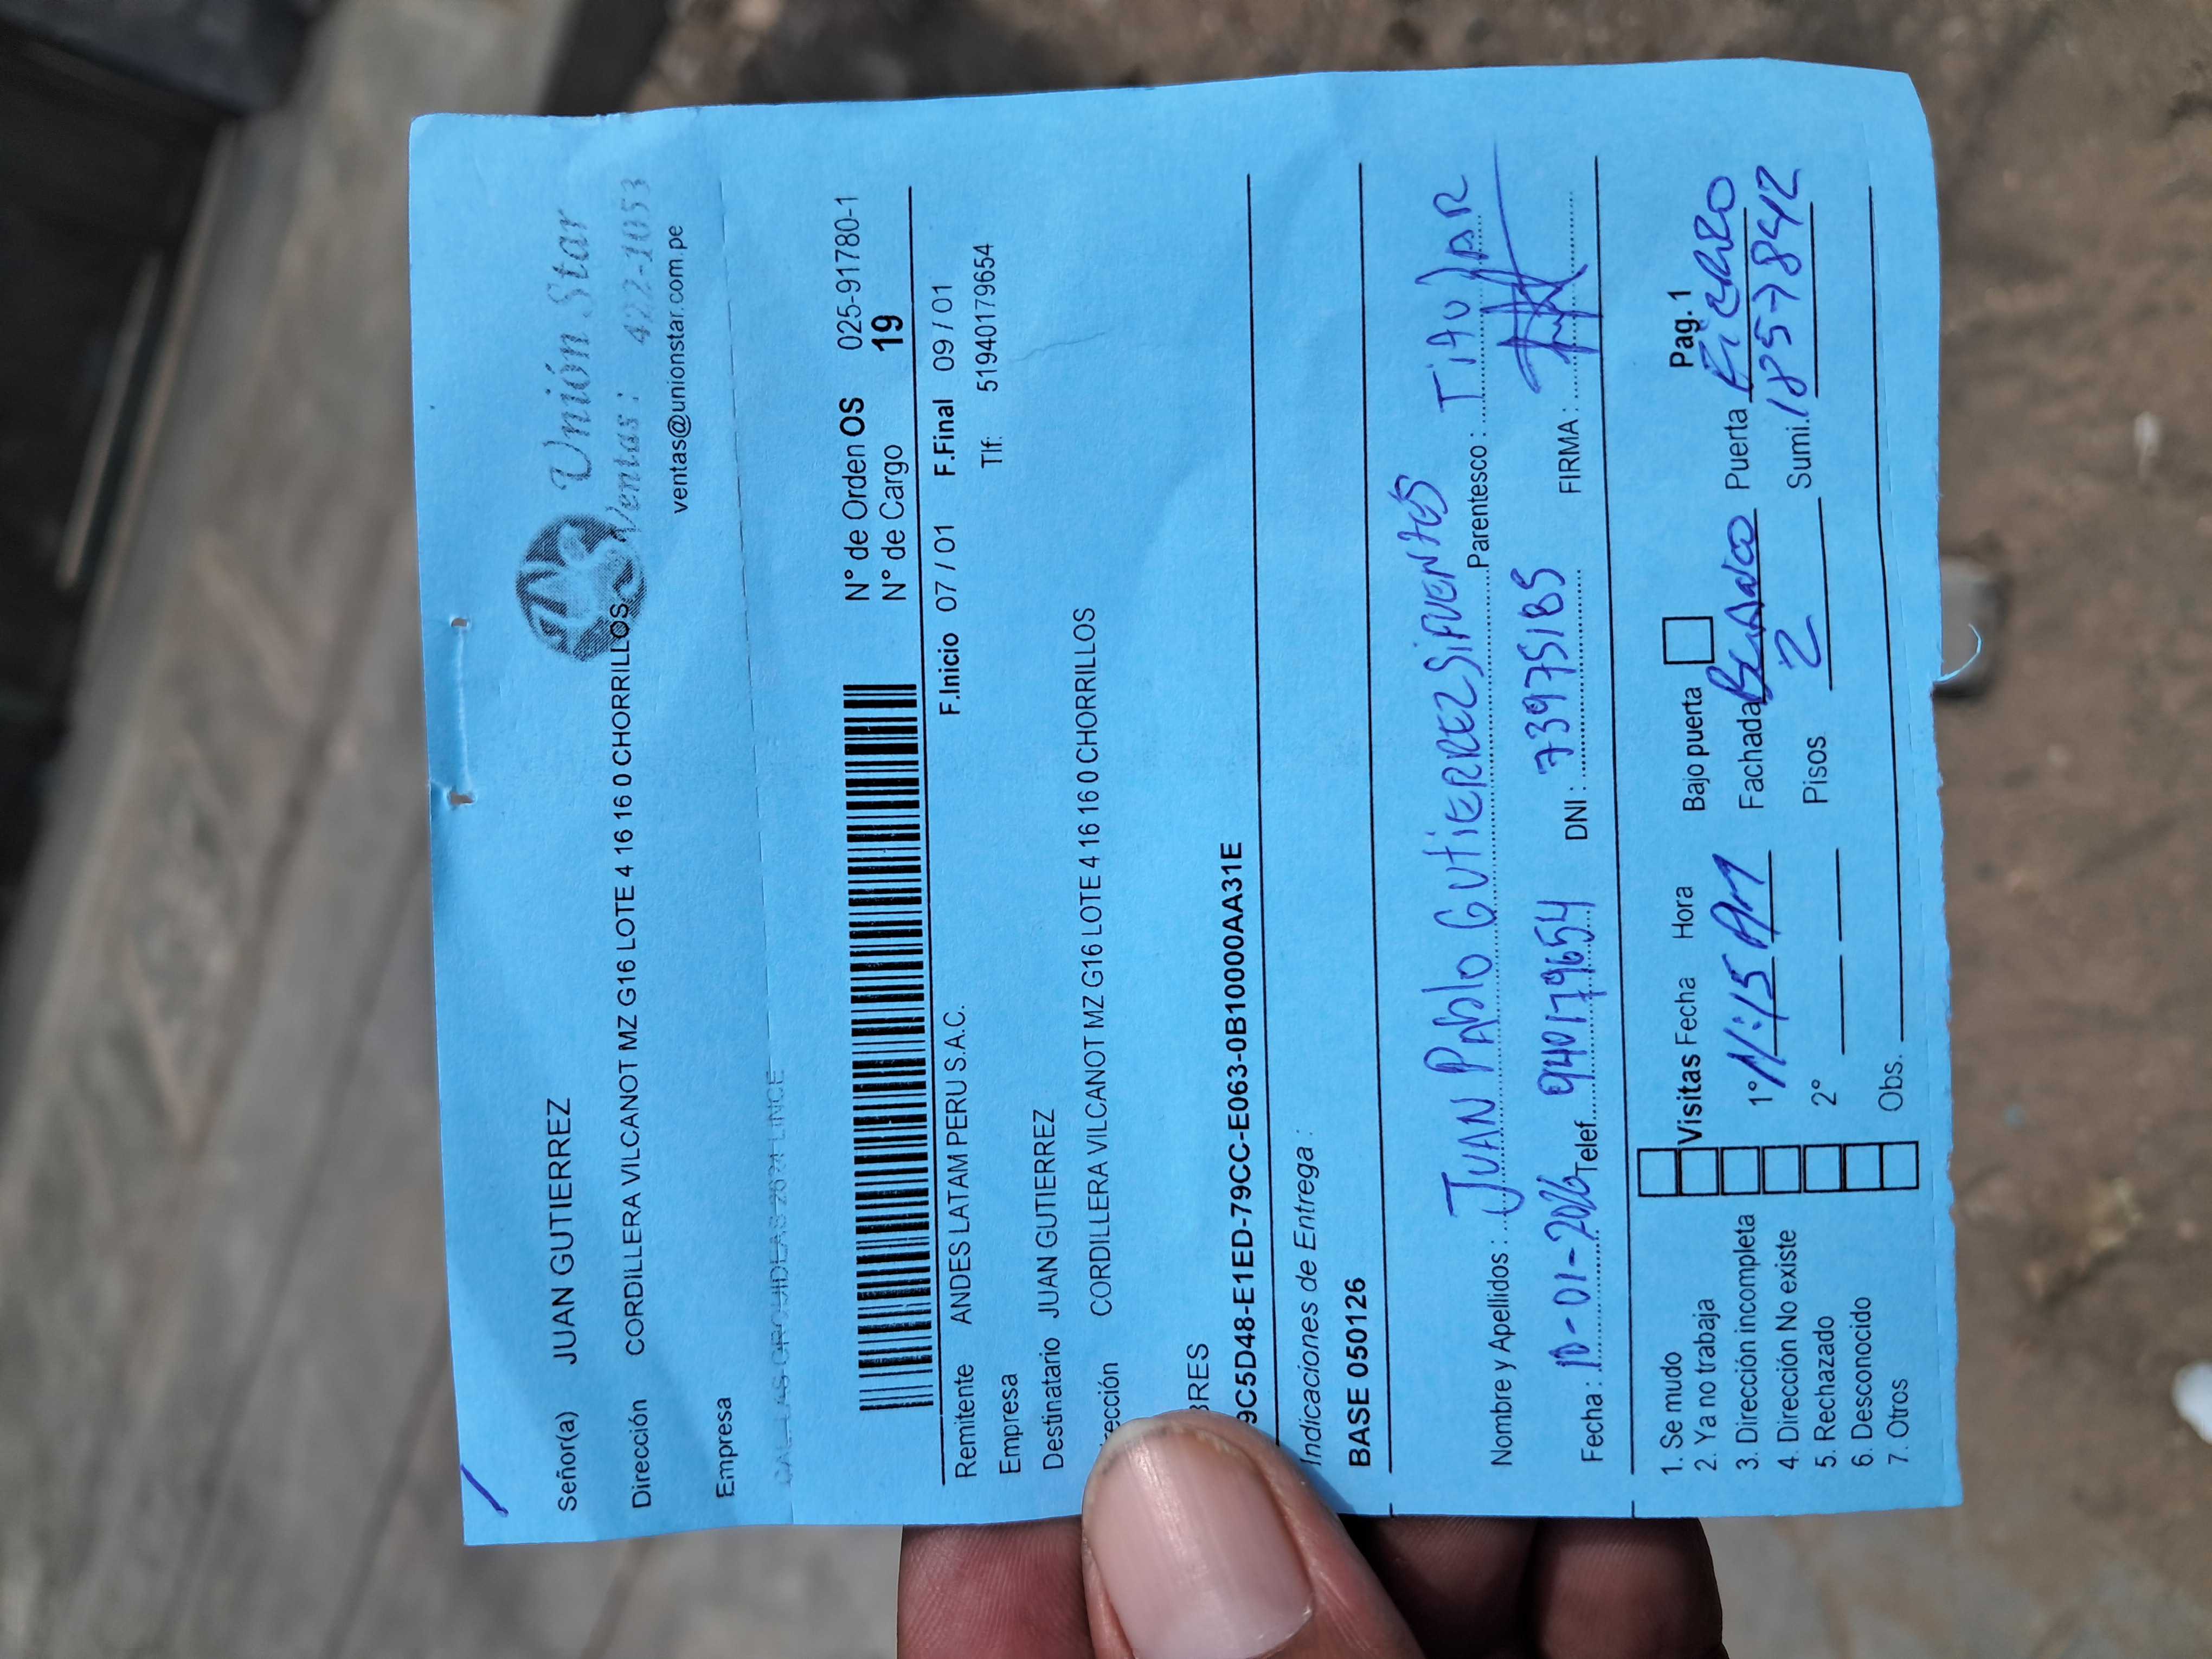 Unión Star
Ventas : 422-1053
ventas@unionstar.com.pe
Señor(a) JUAN GUTIERREZ
Dirección CORDILLERA VILCANOT MZ G16 LOTE 4 16 16 0 CHORRILLOS
Empresa
LINCE
N° de Orden OS 025-91780-1
N° de Cargo 19
F.Inicio 07 / 01 F.Final 09 / 01
Remitente ANDES LATAM PERU S.A.C.
Empresa Tlf: 51940179654
Destinatario JUAN GUTIERREZ
ección CORDILLERA VILCANOT MZ G16 LOTE 4 16 16 0 CHORRILLOS
BRES
9C5D48-E1ED-79CC-E063-0B10000AA31E
Indicaciones de Entrega :
BASE 050126
Nombre y Apellidos : JUAN PAblO GUTIERREZ SIFUENTES Parentesco : TITULAR
Fecha : 10-01-2026 Telef. 940179654 DNI : 73975185 FIRMA :
Pag. 1
1. Se mudo Visitas Fecha Hora Bajo puerta
2. Ya no trabaja 1° 11:15 AM Fachada BLANCO Puerta FIERRO
3. Dirección incompleta 2° Pisos 2 Sumi. 1857842
4. Dirección No existe
5. Rechazado
6. Desconocido
7. Otros Obs.